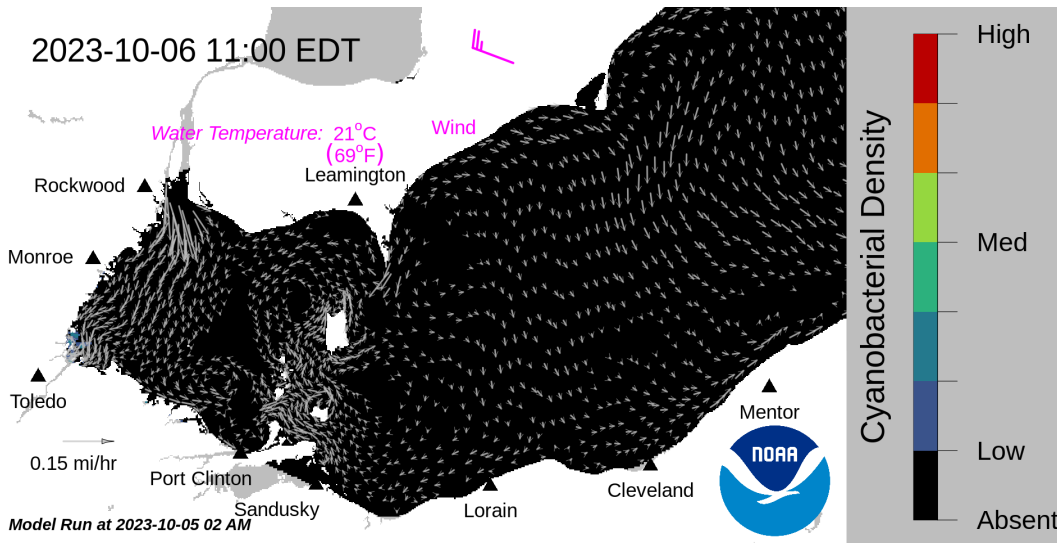 2023-10-06 11:00 EDT
Water Temperature: 21°C
(69°F)
Wind
Leamington
Rockwood
Monroe
Toledo
0.15 mi/hr
Port Clinton
Sandusky
Lorain
Cleveland
Mentor
NOAA
Model Run at 2023-10-05 02 AM
Cyanobacterial Density
High
Med
Low
Absent